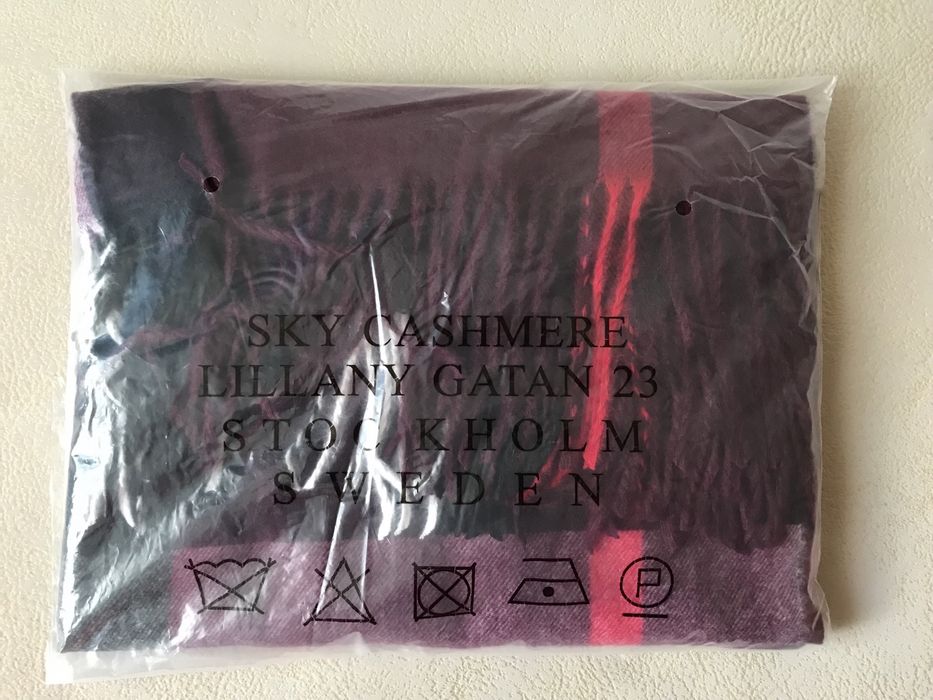 SKY CASHMERE
LILLANY GATAN 23
STOCKHOLM
SWEDEN
P